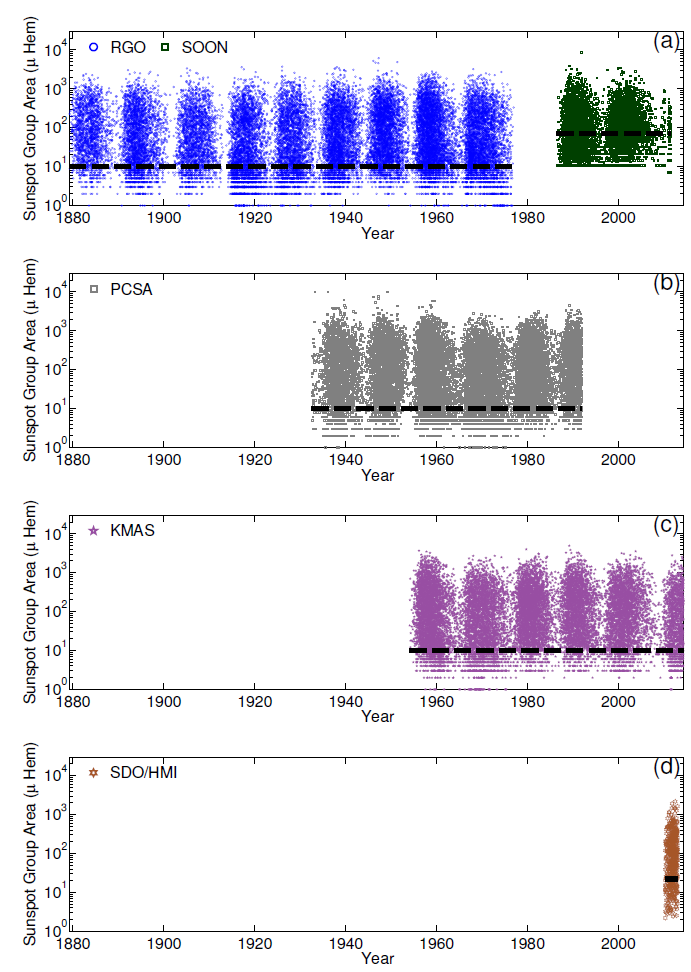 (a)
RGO SOON
Sunspot Group Area (μ Hem)
10^4
10^3
10^2
10^1
10^0
1880 1900 1920 1940 1960 1980 2000
Year
(b)
PCSA
Sunspot Group Area (μ Hem)
10^4
10^3
10^2
10^1
10^0
1880 1900 1920 1940 1960 1980 2000
Year
(c)
KMAS
Sunspot Group Area (μ Hem)
10^4
10^3
10^2
10^1
10^0
1880 1900 1920 1940 1960 1980 2000
Year
(d)
SDO/HMI
Sunspot Group Area (μ Hem)
10^4
10^3
10^2
10^1
10^0
1880 1900 1920 1940 1960 1980 2000
Year